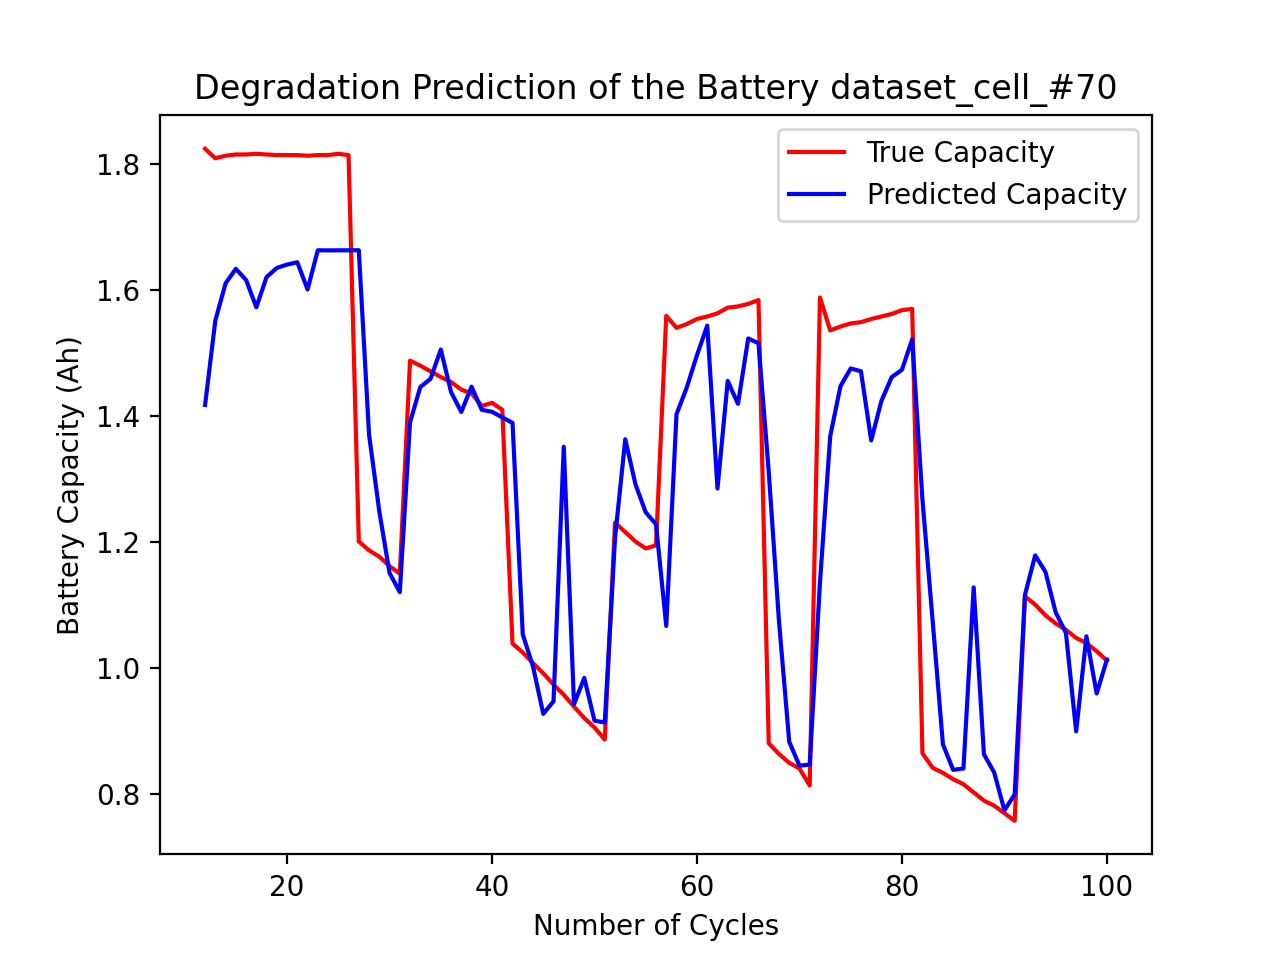 Degradation Prediction of the Battery dataset_cell_#70
True Capacity
Predicted Capacity
Battery Capacity (Ah)
1.8
1.6
1.4
1.2
1.0
0.8
20 40 60 80 100
Number of Cycles